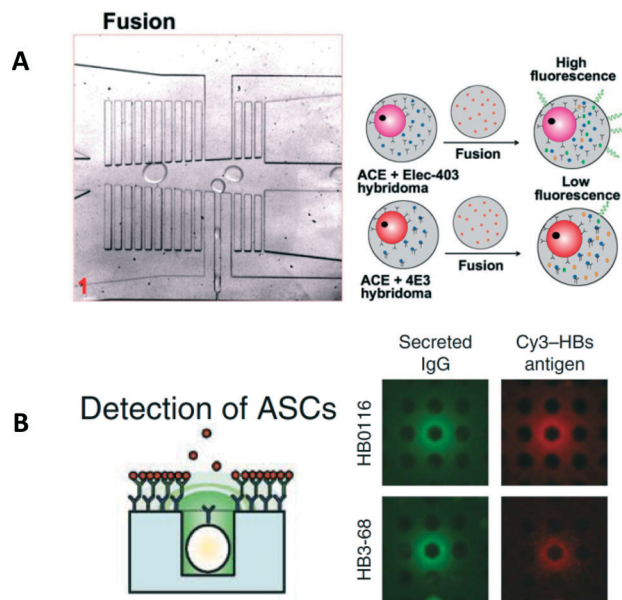 Fusion
A
1
High
fluorescence
Fusion
ACE + Elec-403
hybridoma
Low
fluorescence
Fusion
ACE + 4E3
hybridoma
B
Detection of ASCs
Secreted
IgG
Cy3–HBs
antigen
HB0116
HB3-68